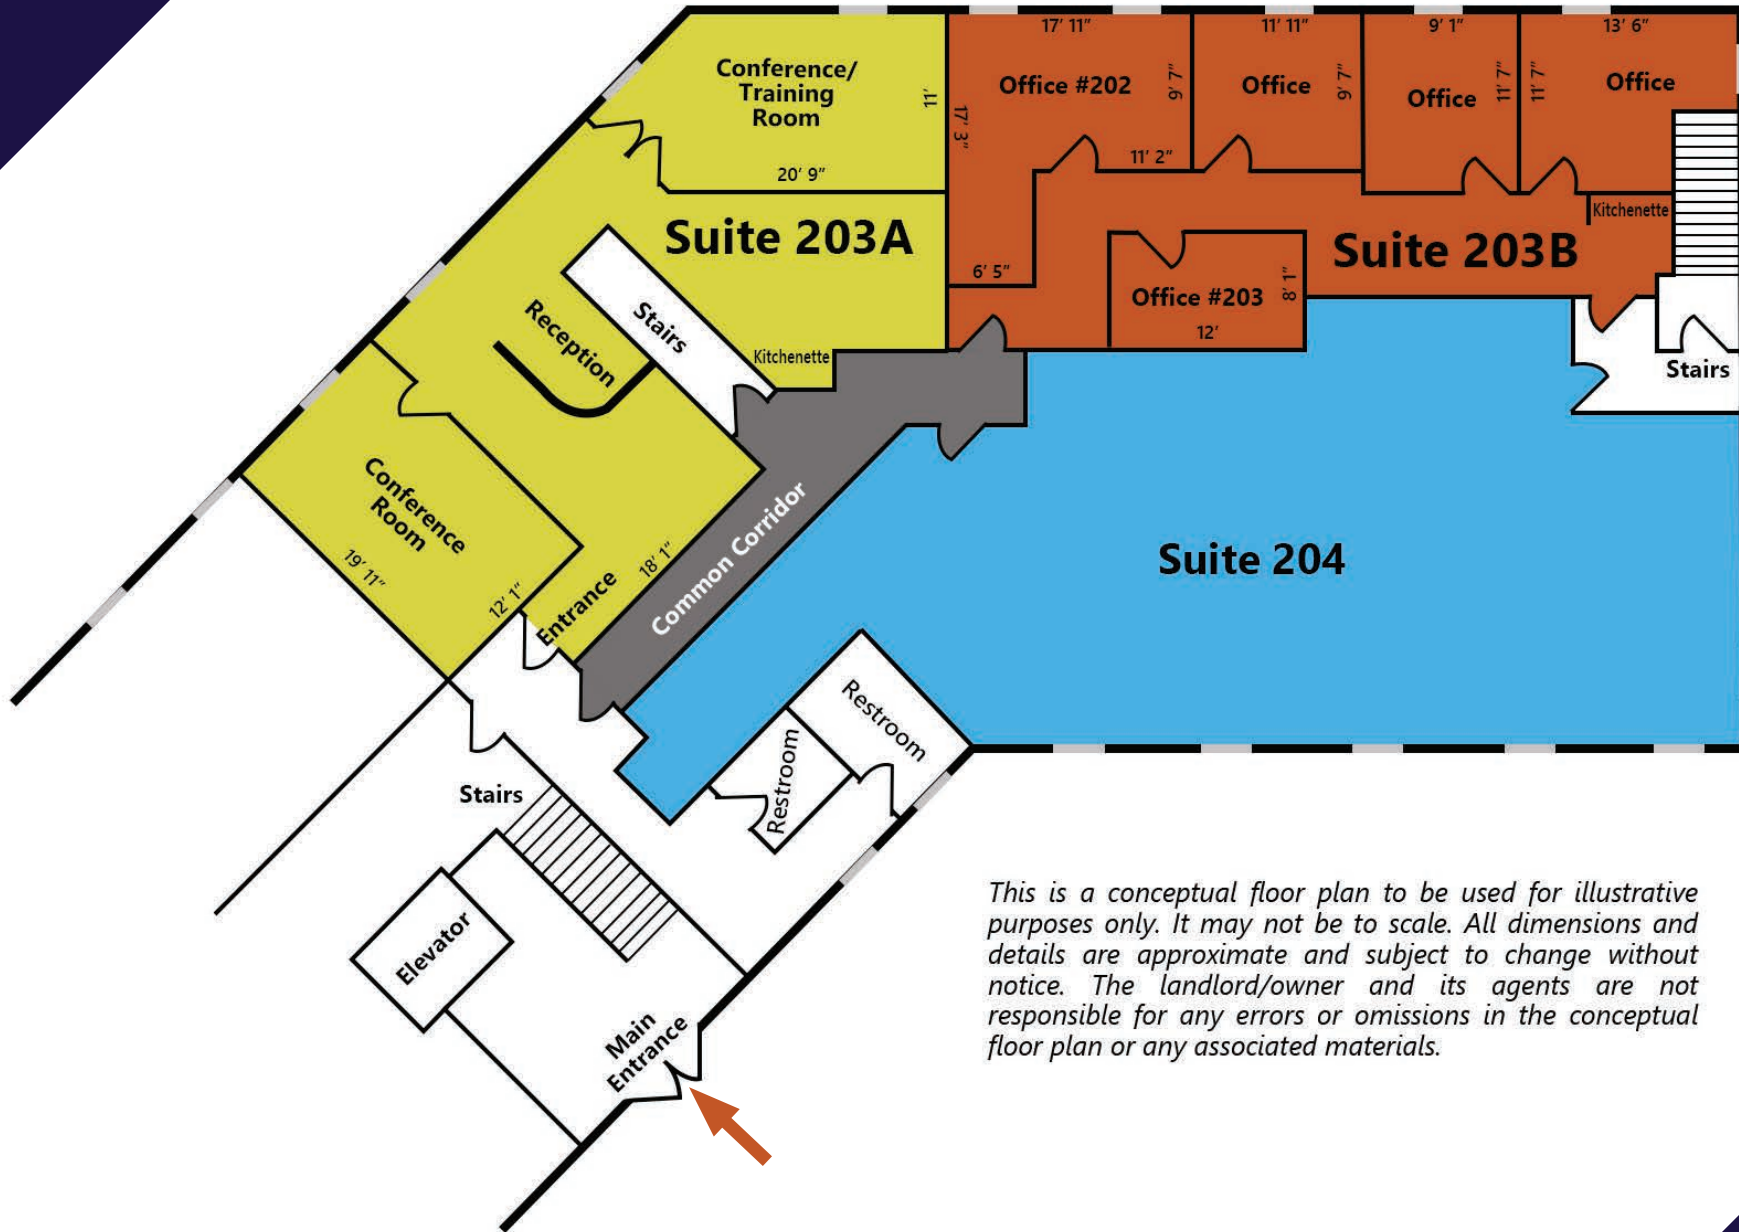 17' 11"
11' 11"
9' 1"
13' 6"
Conference/
Training
Room
11'
17' 3"
Office #202
9' 7"
Office
9' 7"
Office
11' 7"
11' 7"
Office
20' 9"
11' 2"
Kitchenette
Suite 203A
Suite 203B
6' 5"
Office #203
8' 1"
12'
Stairs
Reception
Kitchenette
Stairs
Conference
Room
19' 11"
12' 1"
Entrance
18' 1"
Common Corridor
Suite 204
Restroom
Restroom
Stairs
Elevator
Main
Entrance
This is a conceptual floor plan to be used for illustrative
purposes only. It may not be to scale. All dimensions and
details are approximate and subject to change without
notice. The landlord/owner and its agents are not
responsible for any errors or omissions in the conceptual
floor plan or any associated materials.